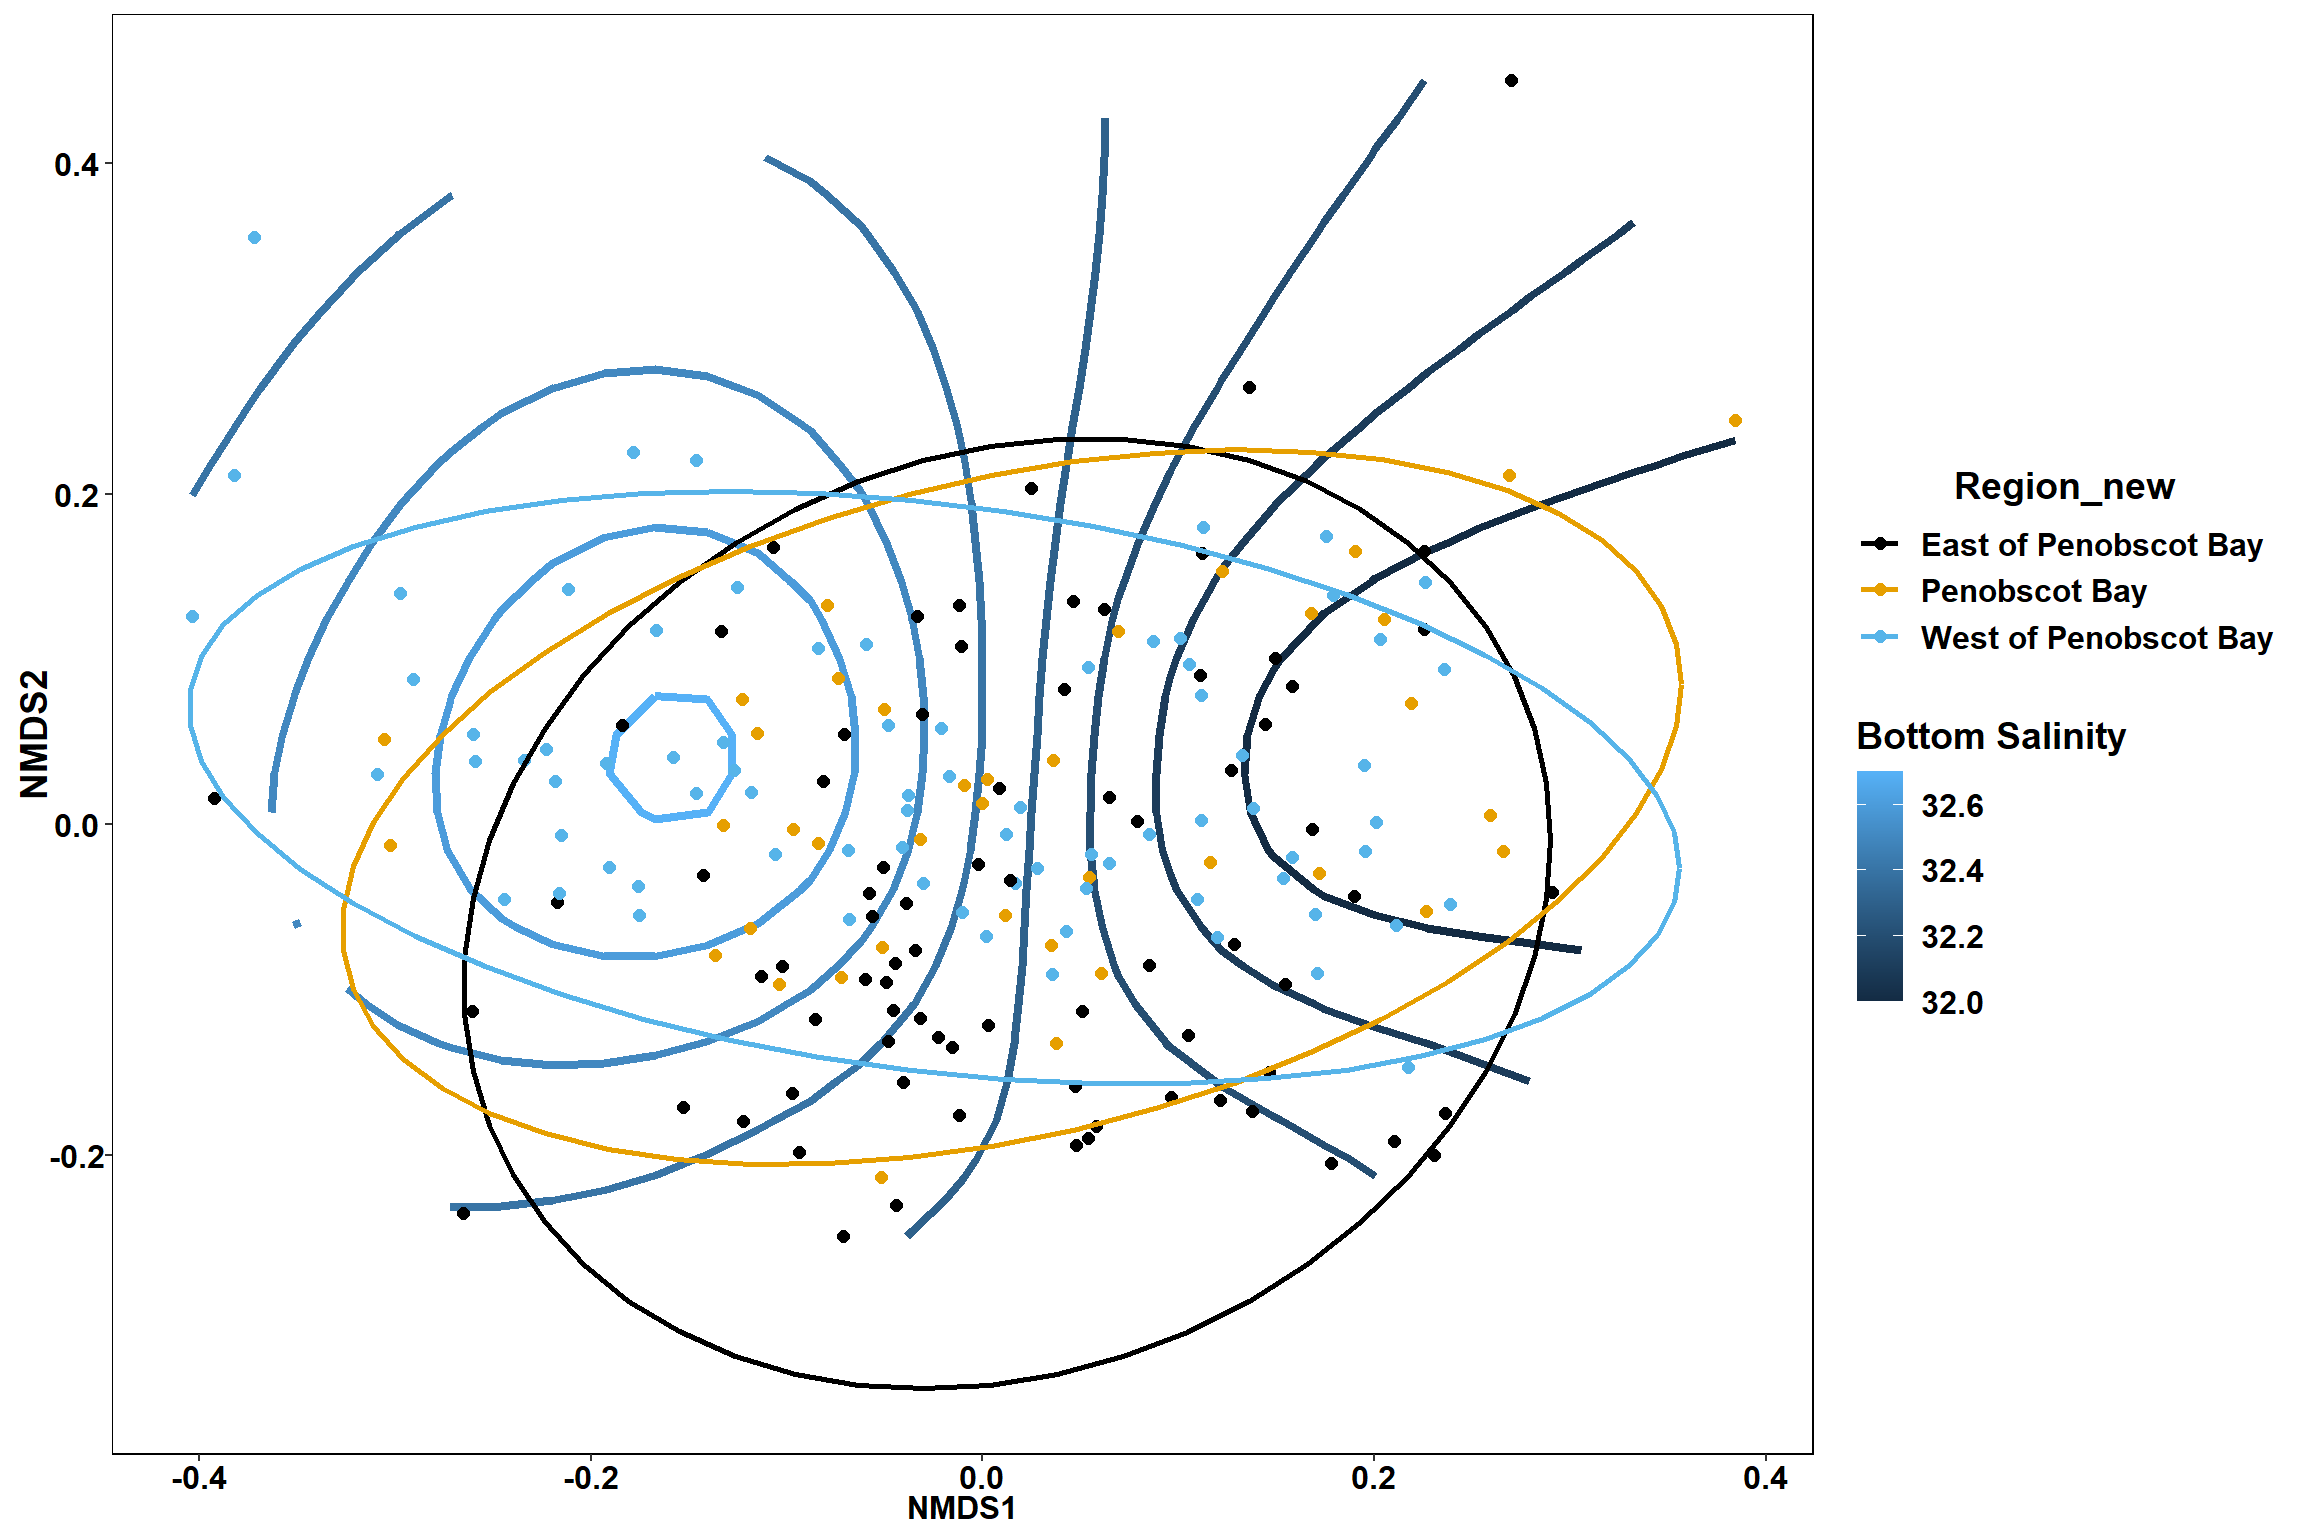 0.4
0.2
0.0
-0.2
NMDS2
-0.4
-0.2
0.0
0.2
0.4
NMDS1
Region_new
East of Penobscot Bay
Penobscot Bay
West of Penobscot Bay
Bottom Salinity
32.6
32.4
32.2
32.0